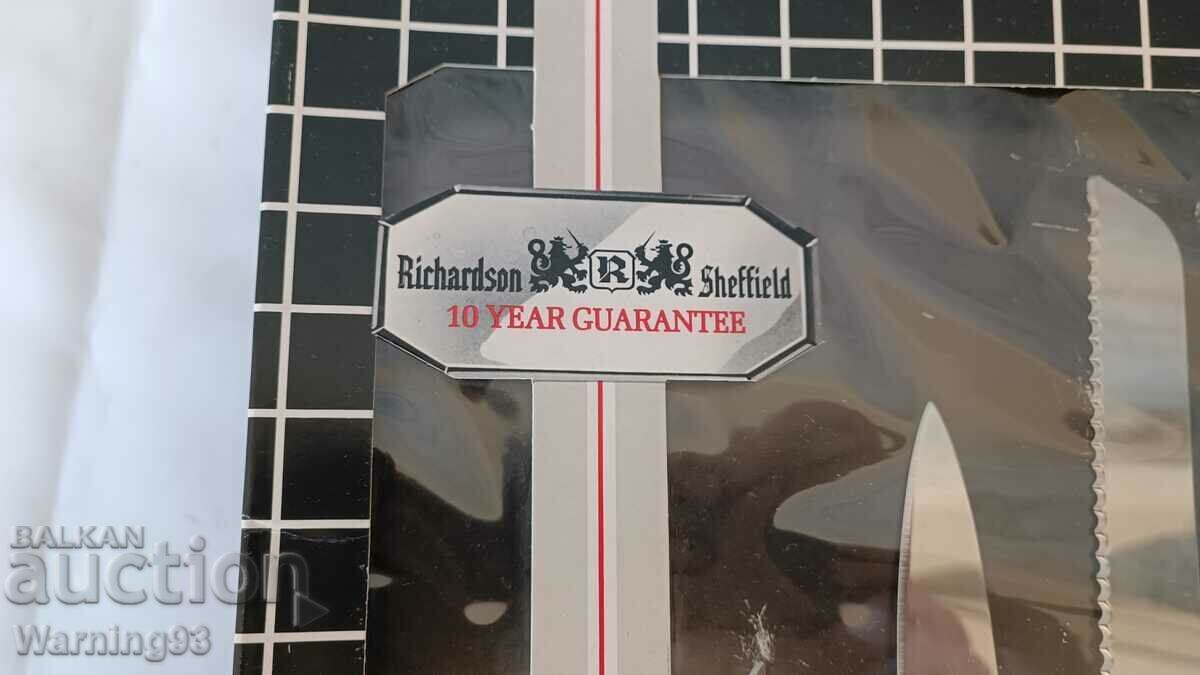 Richardson R Sheffield
10 YEAR GUARANTEE
BALKAN
auction
Warning93